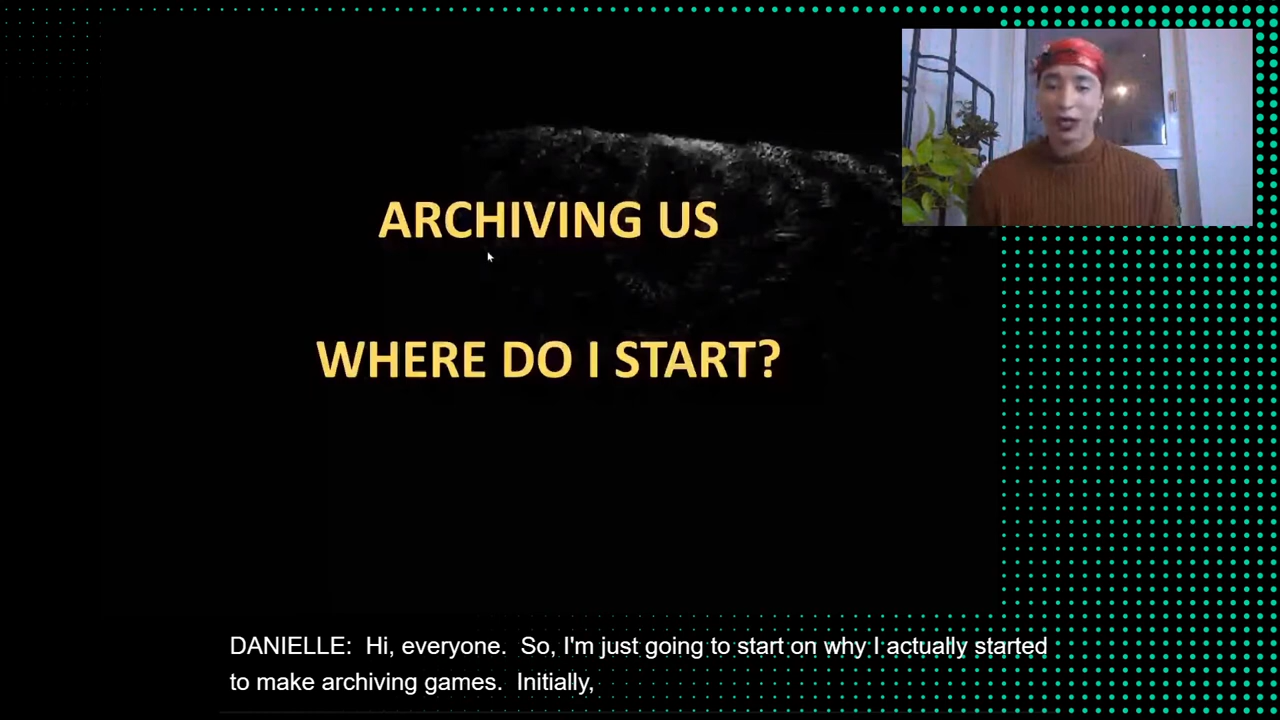 ARCHIVING US
WHERE DO I START?
DANIELLE:  Hi, everyone.  So, I'm just going to start on why I actually started
to make archiving games.  Initially,